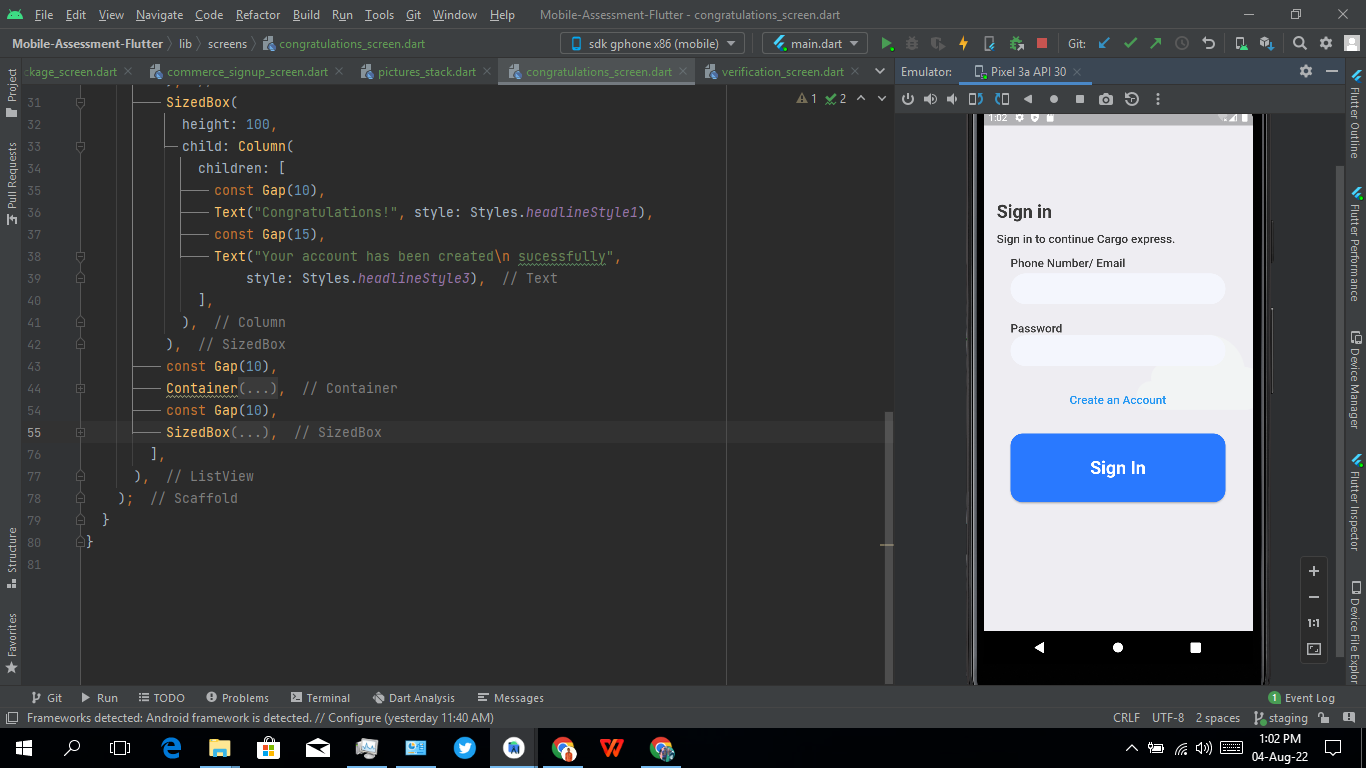 File Edit View Navigate Code Refactor Build Run Tools Git Window Help Mobile-Assessment-Flutter - congratulations_screen.dart
Mobile-Assessment-Flutter lib screens congratulations_screen.dart sdk gphone x86 (mobile) main.dart Git:
ckage_screen.dart commerce_signup_screen.dart pictures_stack.dart congratulations_screen.dart verification_screen.dart Emulator: Pixel 3a API 30
Project
Pull Requests
Structure
Favorites
1 2
31 SizedBox(
32 height: 100,
33 child: Column(
34 children: [
35 const Gap(10),
36 Text("Congratulations!", style: Styles.headlineStyle1),
37 const Gap(15),
38 Text("Your account has been created\n sucessfully",
39 style: Styles.headlineStyle3), // Text
40 ],
41 ), // Column
42 ), // SizedBox
43 const Gap(10),
44 Container(...), // Container
54 const Gap(10),
55 SizedBox(...), // SizedBox
76 ],
77 ), // ListView
78 ); // Scaffold
79 }
80 }
81
1:02
Sign in
Sign in to continue Cargo express.
Phone Number/ Email
Password
Create an Account
Sign In
1:1
Flutter Outline
Flutter Performance
Device Manager
Flutter Inspector
Device File Explor
Git Run TODO Problems Terminal Dart Analysis Messages 1 Event Log
Frameworks detected: Android framework is detected. // Configure (yesterday 11:40 AM) CRLF UTF-8 2 spaces staging
1:02 PM
04-Aug-22